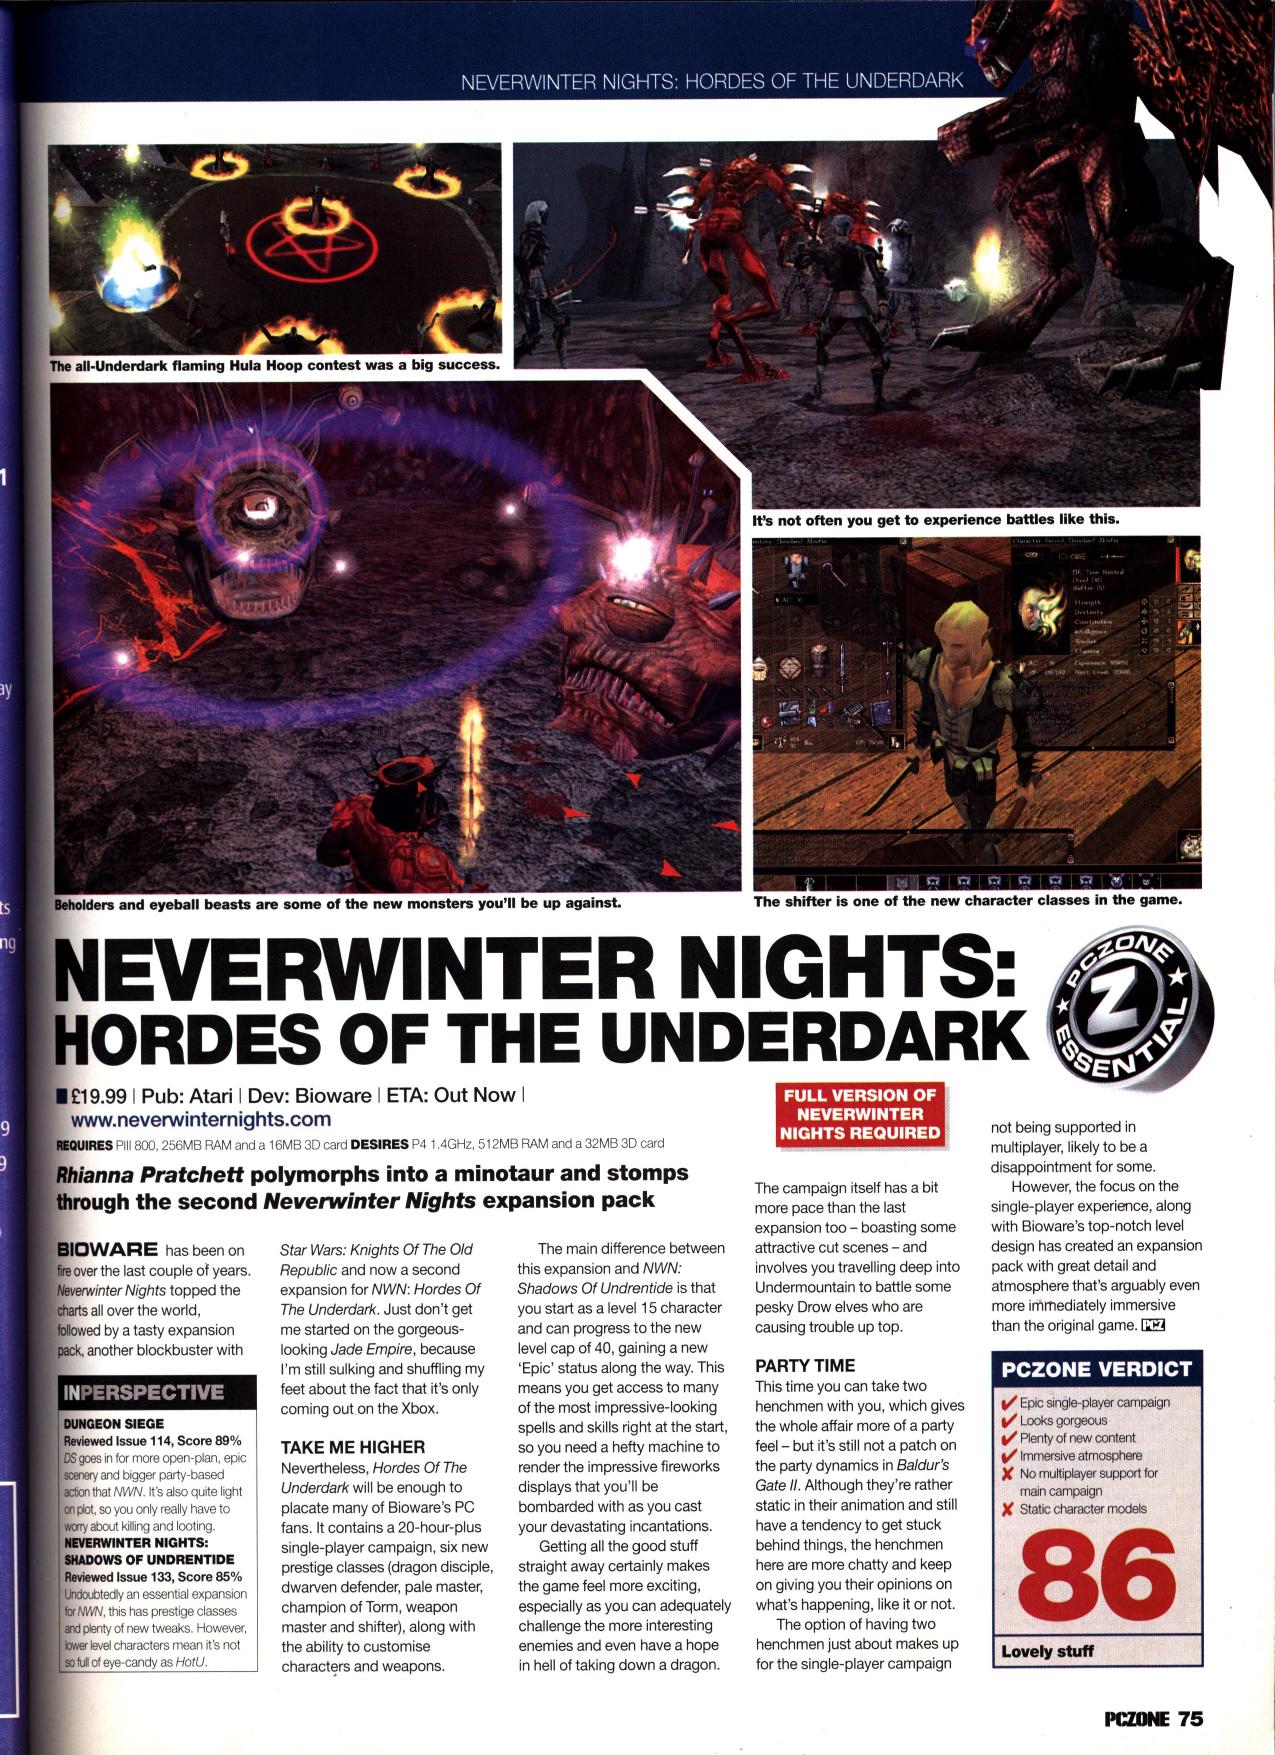 NEVERWINTER NIGHTS: HORDES OF THE UNDERDARK
The all-Underdark flaming Hula Hoop contest was a big success.
It's not often you get to experience battles like this.
Beholders and eyeball beasts are some of the new monsters you'll be up against.
The shifter is one of the new character classes in the game.
NEVERWINTER NIGHTS:
HORDES OF THE UNDERDARK
PCZONE
Z
ESSENTIAL
£19.99 | Pub: Atari | Dev: Bioware | ETA: Out Now |
www.neverwinternights.com
REQUIRES PIII 800, 256MB RAM and a 16MB 3D card DESIRES P4 1.4GHz, 512MB RAM and a 32MB 3D card
Rhianna Pratchett polymorphs into a minotaur and stomps
through the second Neverwinter Nights expansion pack
FULL VERSION OF
NEVERWINTER
NIGHTS REQUIRED
BIOWARE has been on
fire over the last couple of years.
Neverwinter Nights topped the
charts all over the world,
followed by a tasty expansion
pack, another blockbuster with
Star Wars: Knights Of The Old
Republic and now a second
expansion for NWN: Hordes Of
The Underdark. Just don't get
me started on the gorgeous-
looking Jade Empire, because
I'm still sulking and shuffling my
feet about the fact that it's only
coming out on the Xbox.
TAKE ME HIGHER
Nevertheless, Hordes Of The
Underdark will be enough to
placate many of Bioware's PC
fans. It contains a 20-hour-plus
single-player campaign, six new
prestige classes (dragon disciple,
dwarven defender, pale master,
champion of Torm, weapon
master and shifter), along with
the ability to customise
characters and weapons.
The main difference between
this expansion and NWN:
Shadows Of Undrentide is that
you start as a level 15 character
and can progress to the new
level cap of 40, gaining a new
'Epic' status along the way. This
means you get access to many
of the most impressive-looking
spells and skills right at the start,
so you need a hefty machine to
render the impressive fireworks
displays that you'll be
bombarded with as you cast
your devastating incantations.
Getting all the good stuff
straight away certainly makes
the game feel more exciting,
especially as you can adequately
challenge the more interesting
enemies and even have a hope
in hell of taking down a dragon.
The campaign itself has a bit
more pace than the last
expansion too – boasting some
attractive cut scenes – and
involves you travelling deep into
Undermountain to battle some
pesky Drow elves who are
causing trouble up top.
PARTY TIME
This time you can take two
henchmen with you, which gives
the whole affair more of a party
feel – but it's still not a patch on
the party dynamics in Baldur's
Gate II. Although they're rather
static in their animation and still
have a tendency to get stuck
behind things, the henchmen
here are more chatty and keep
on giving you their opinions on
what's happening, like it or not.
The option of having two
henchmen just about makes up
for the single-player campaign
not being supported in
multiplayer, likely to be a
disappointment for some.
However, the focus on the
single-player experience, along
with Bioware's top-notch level
design has created an expansion
pack with great detail and
atmosphere that's arguably even
more immediately immersive
than the original game. PCZ
INPERSPECTIVE
DUNGEON SIEGE
Reviewed Issue 114, Score 89%
DS goes in for more open-plan, epic
scenery and bigger party-based
action that NWN. It's also quite light
on plot, so you only really have to
worry about killing and looting.
NEVERWINTER NIGHTS:
SHADOWS OF UNDRENTIDE
Reviewed Issue 133, Score 85%
Undoubtedly an essential expansion
for NWN, this has prestige classes
and plenty of new tweaks. However,
lower level characters mean it's not
so full of eye-candy as HotU.
PCZONE VERDICT
Epic single-player campaign
Looks gorgeous
Plenty of new content
Immersive atmosphere
No multiplayer support for
main campaign
Static character models
86
Lovely stuff
PCZONE 75